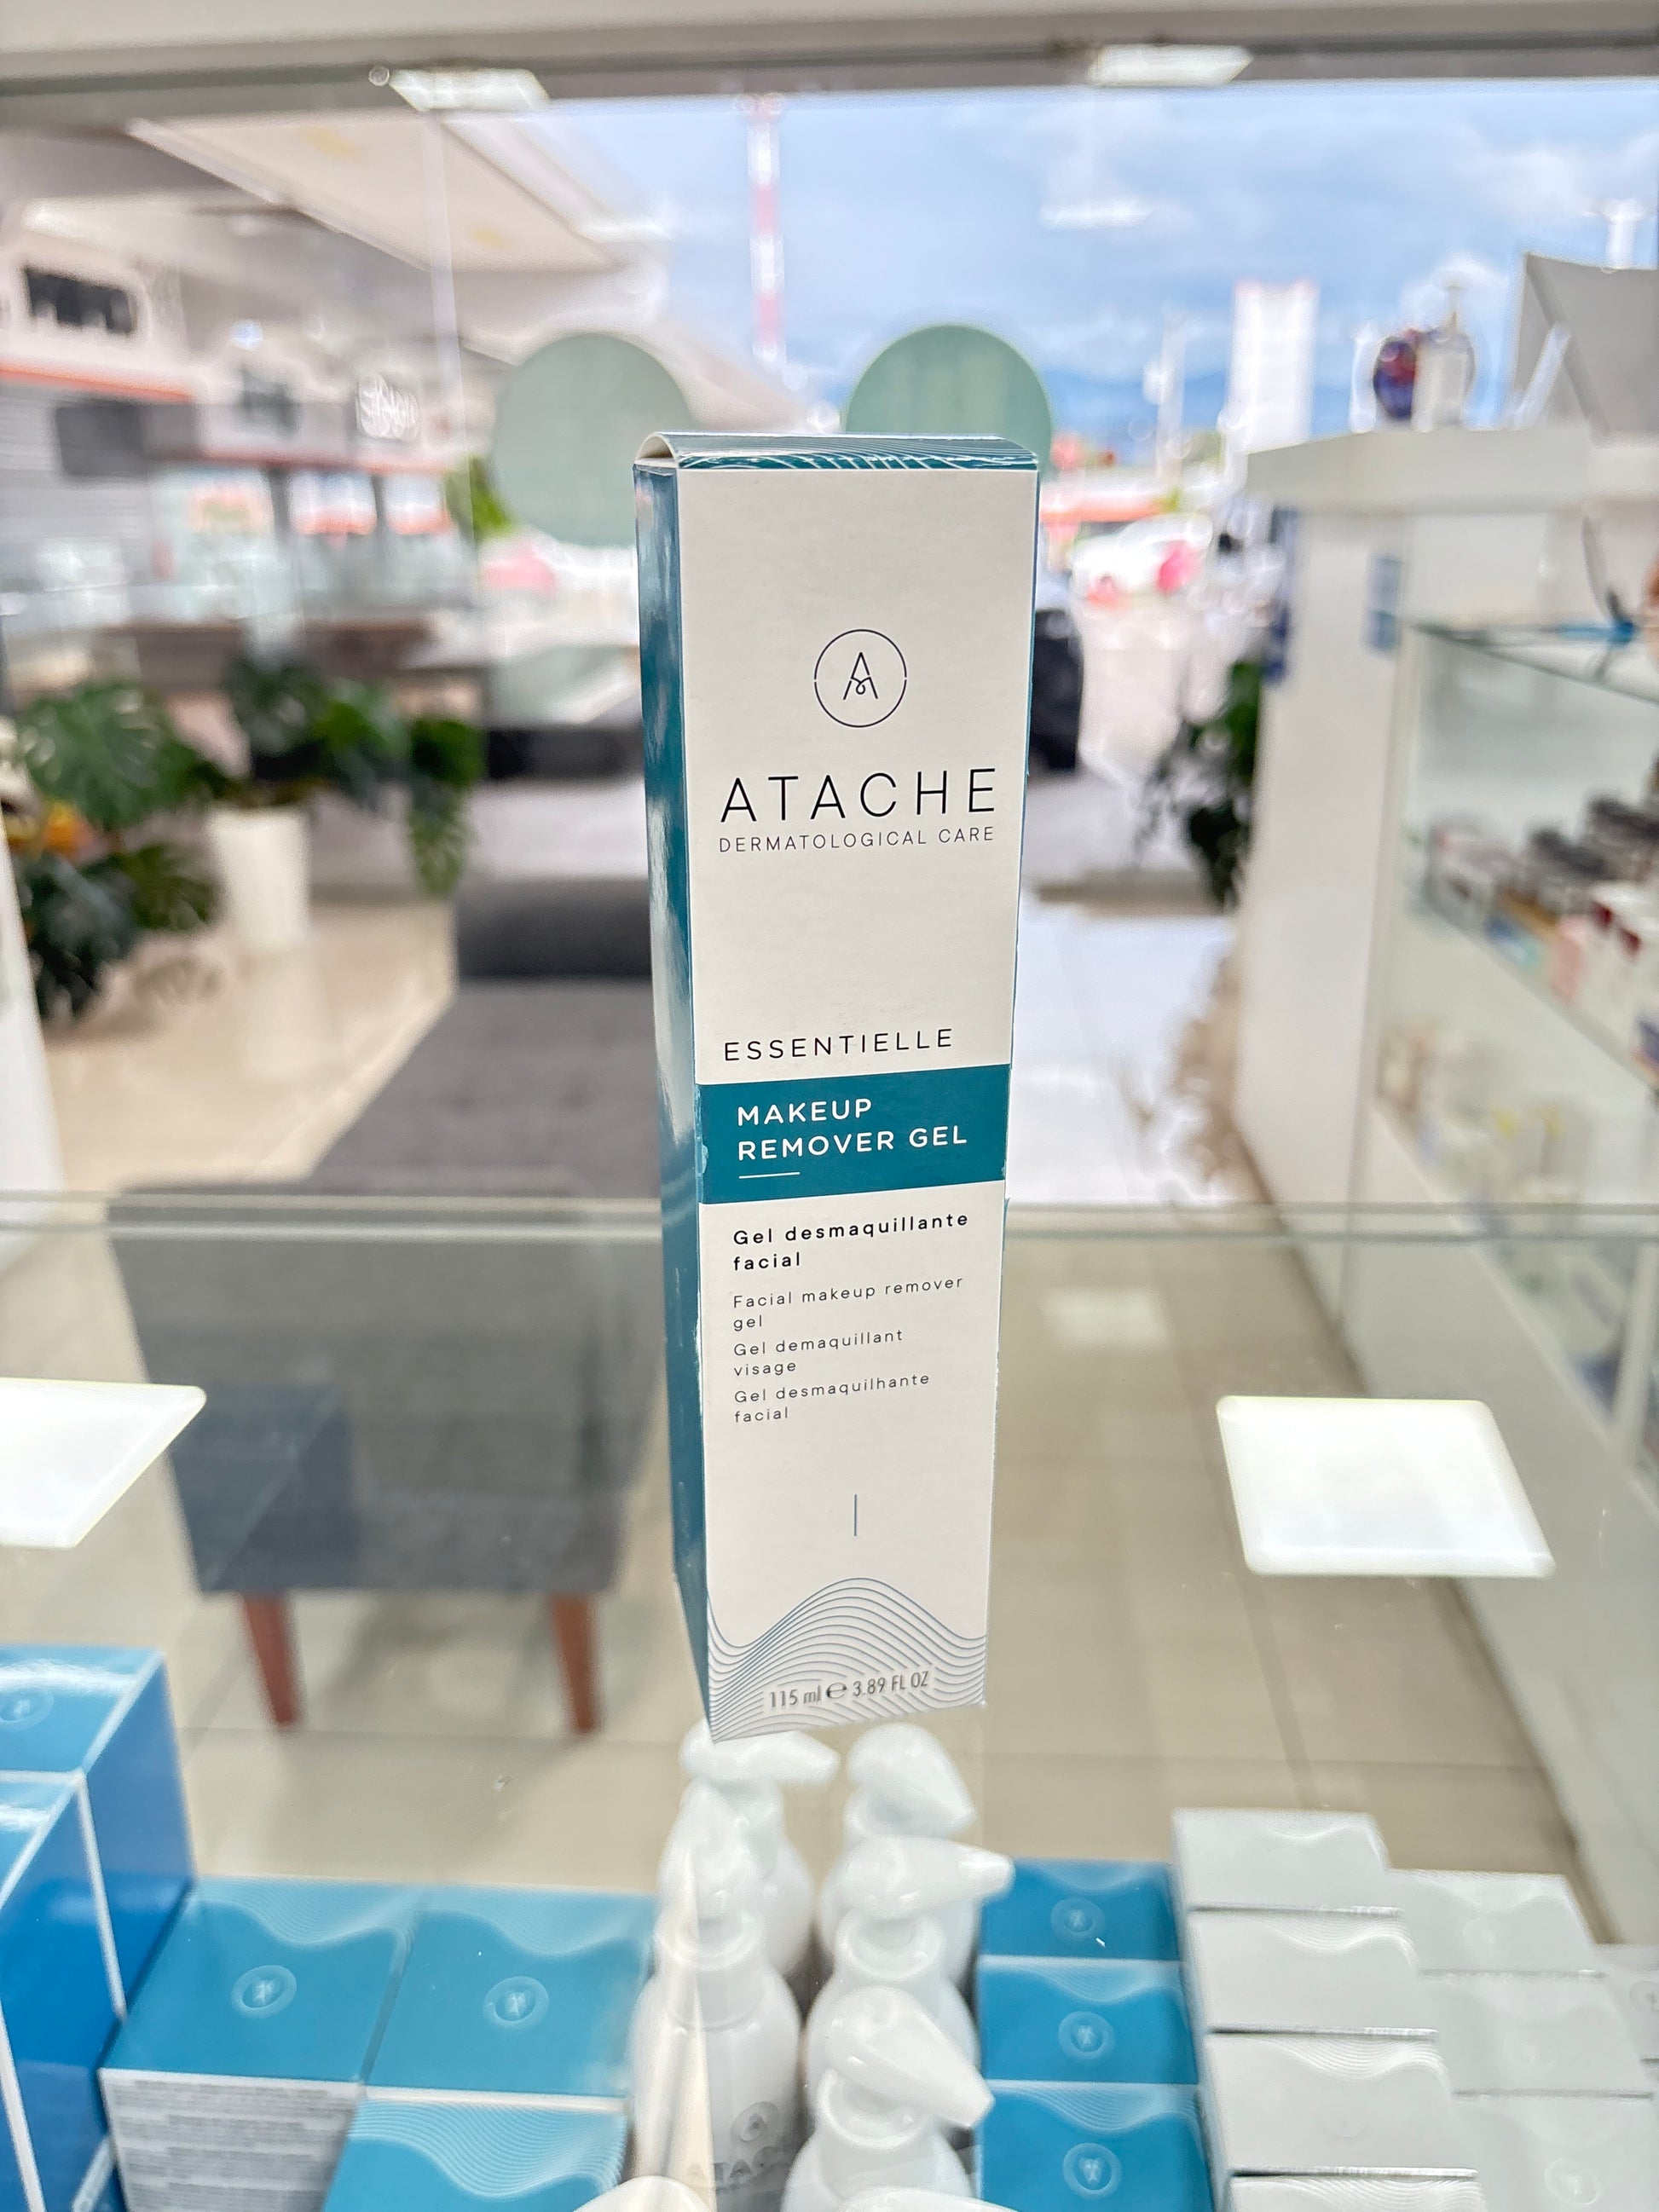 ATACHE
DERMATOLOGICAL CARE
ESSENTIELLE
MAKEUP
REMOVER GEL
Gel desmaquillante
facial
Facial makeup remover
gel
Gel demaquillant
visage
Gel desmaquilhante
facial
115 ml ℮ 3.89 FL OZ